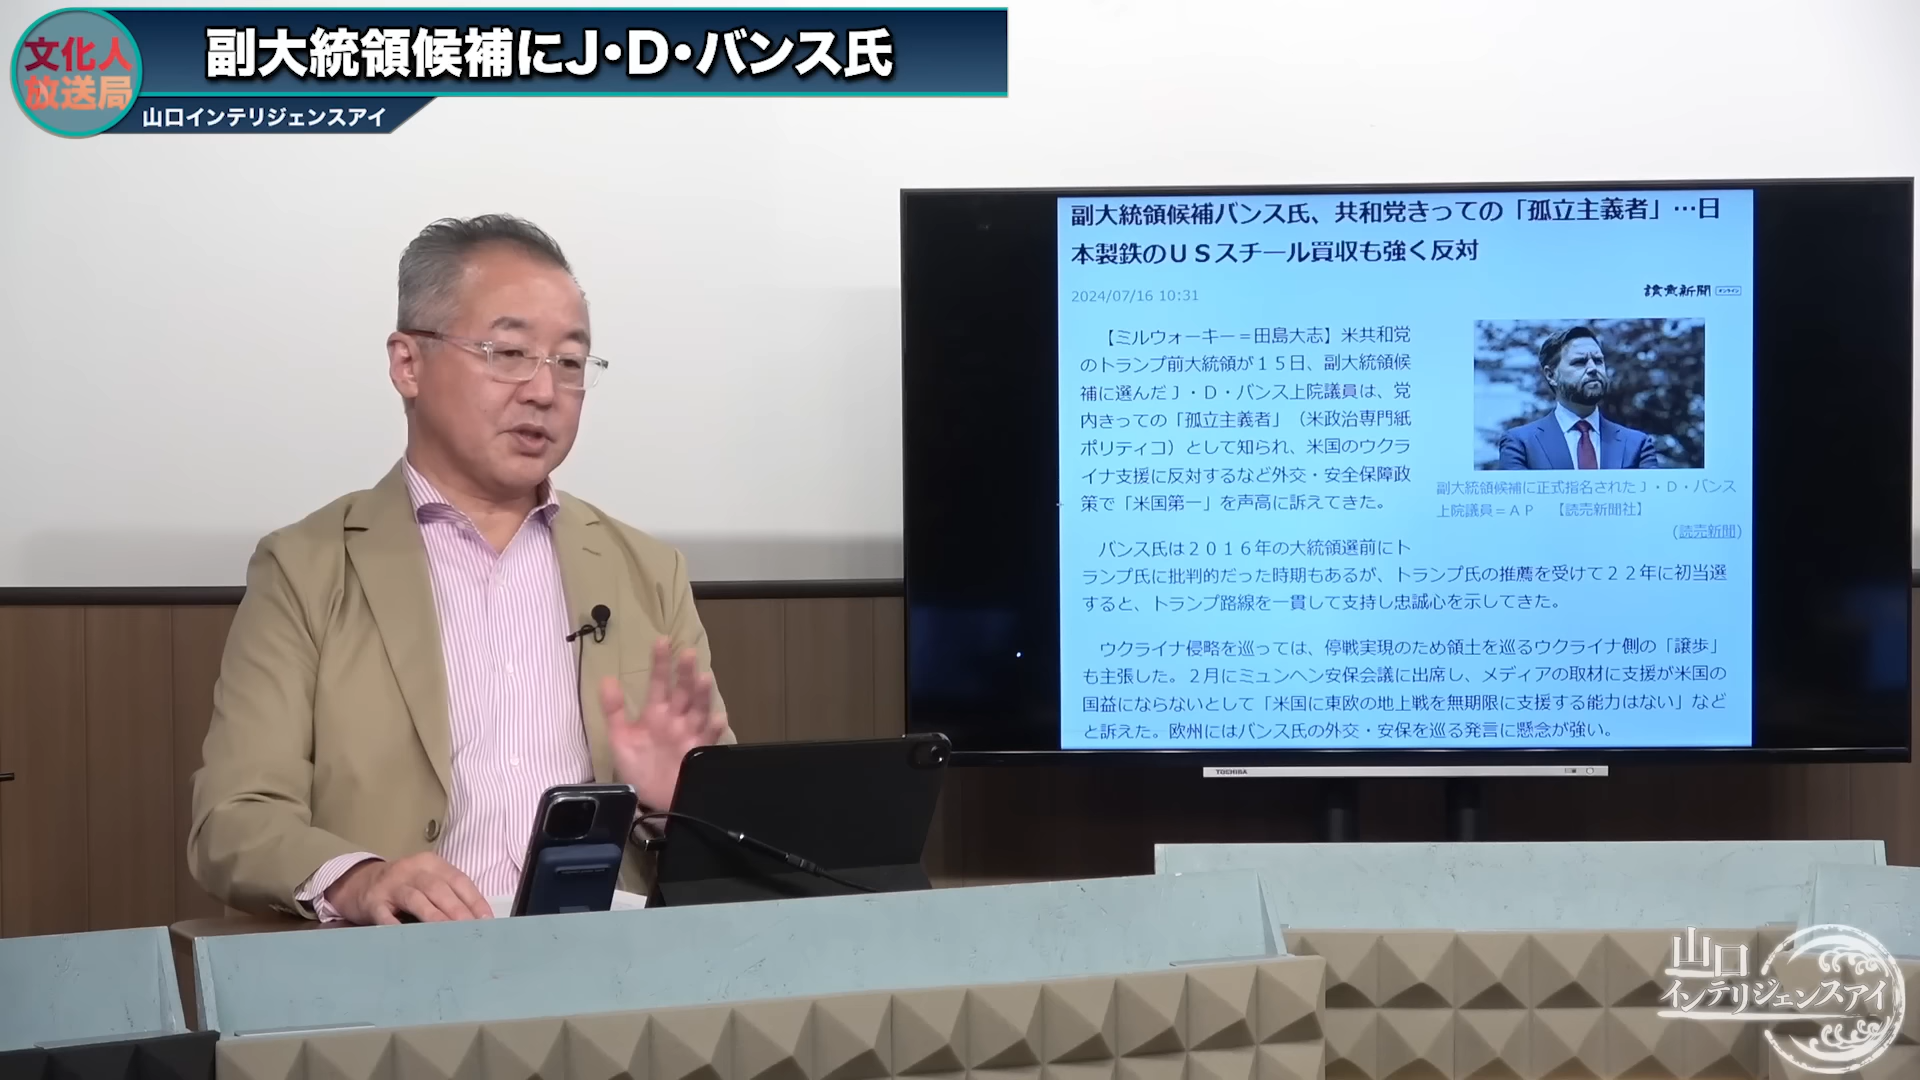 文化人
放送局
副大統領候補にJ・D・バンス氏
山口インテリジェンスアイ
副大統領候補バンス氏、共和党きっての「孤立主義者」…日
本製鉄のUSスチール買収も強く反対
2024/07/16 10:31
読売新聞 オンライン
【ミルウォーキー＝田島大志】米共和党
のトランプ前大統領が１５日、副大統領候
補に選んだＪ・Ｄ・バンス上院議員は、党
内きっての「孤立主義者」（米政治専門紙
ポリティコ）として知られ、米国のウクラ
イナ支援に反対するなど外交・安全保障政
策で「米国第一」を声高に訴えてきた。
副大統領候補に正式指名されたＪ・Ｄ・バンス
上院議員＝ＡＰ　【読売新聞社】
(読売新聞)
バンス氏は２０１６年の大統領選前にト
ランプ氏に批判的だった時期もあるが、トランプ氏の推薦を受けて２２年に初当選
すると、トランプ路線を一貫して支持し忠誠心を示してきた。
ウクライナ侵略を巡っては、停戦実現のため領土を巡るウクライナ側の「譲歩」
も主張した。２月にミュンヘン安保会議に出席し、メディアの取材に支援が米国の
国益にならないとして「米国に東欧の地上戦を無期限に支援する能力はない」など
と訴えた。欧州にはバンス氏の外交・安保を巡る発言に懸念が強い。
TOSHIBA
山口
インテリジェンスアイ